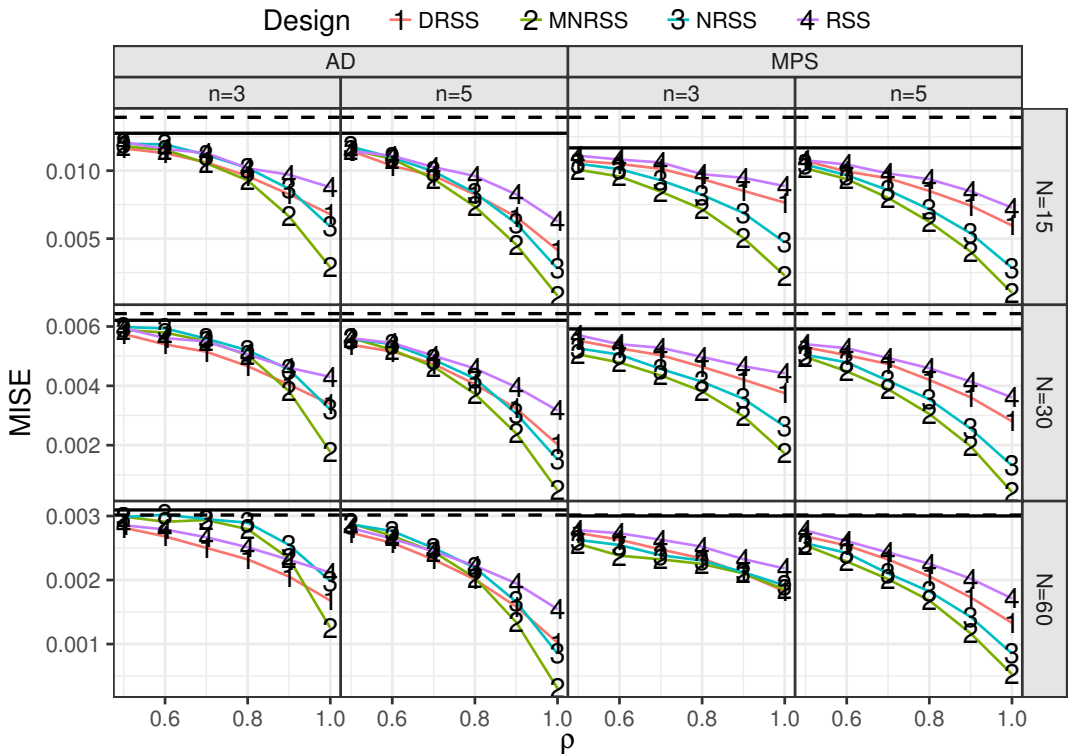 Design 1 DRSS 2 MNRSS 3 NRSS 4 RSS
AD MPS
n=3 n=5 n=3 n=5
0.010
0.005
N=15
0.006
0.004
0.002
N=30
0.003
0.002
0.001
N=60
MISE
0.6 0.8 1.0 0.6 0.8 1.0 0.6 0.8 1.0 0.6 0.8 1.0
ρ